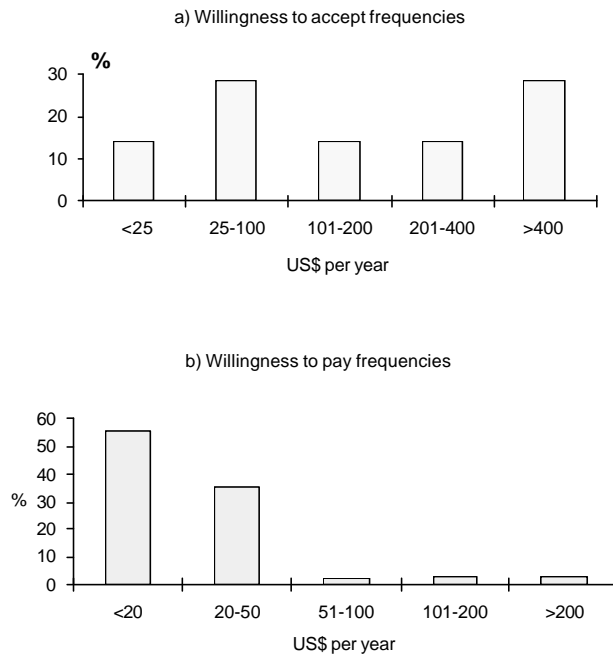 a) Willingness to accept frequencies
%
30
20
10
0
<25 25-100 101-200 201-400 >400
US$ per year
b) Willingness to pay frequencies
60
50
40
%
30
20
10
0
<20 20-50 51-100 101-200 >200
US$ per year